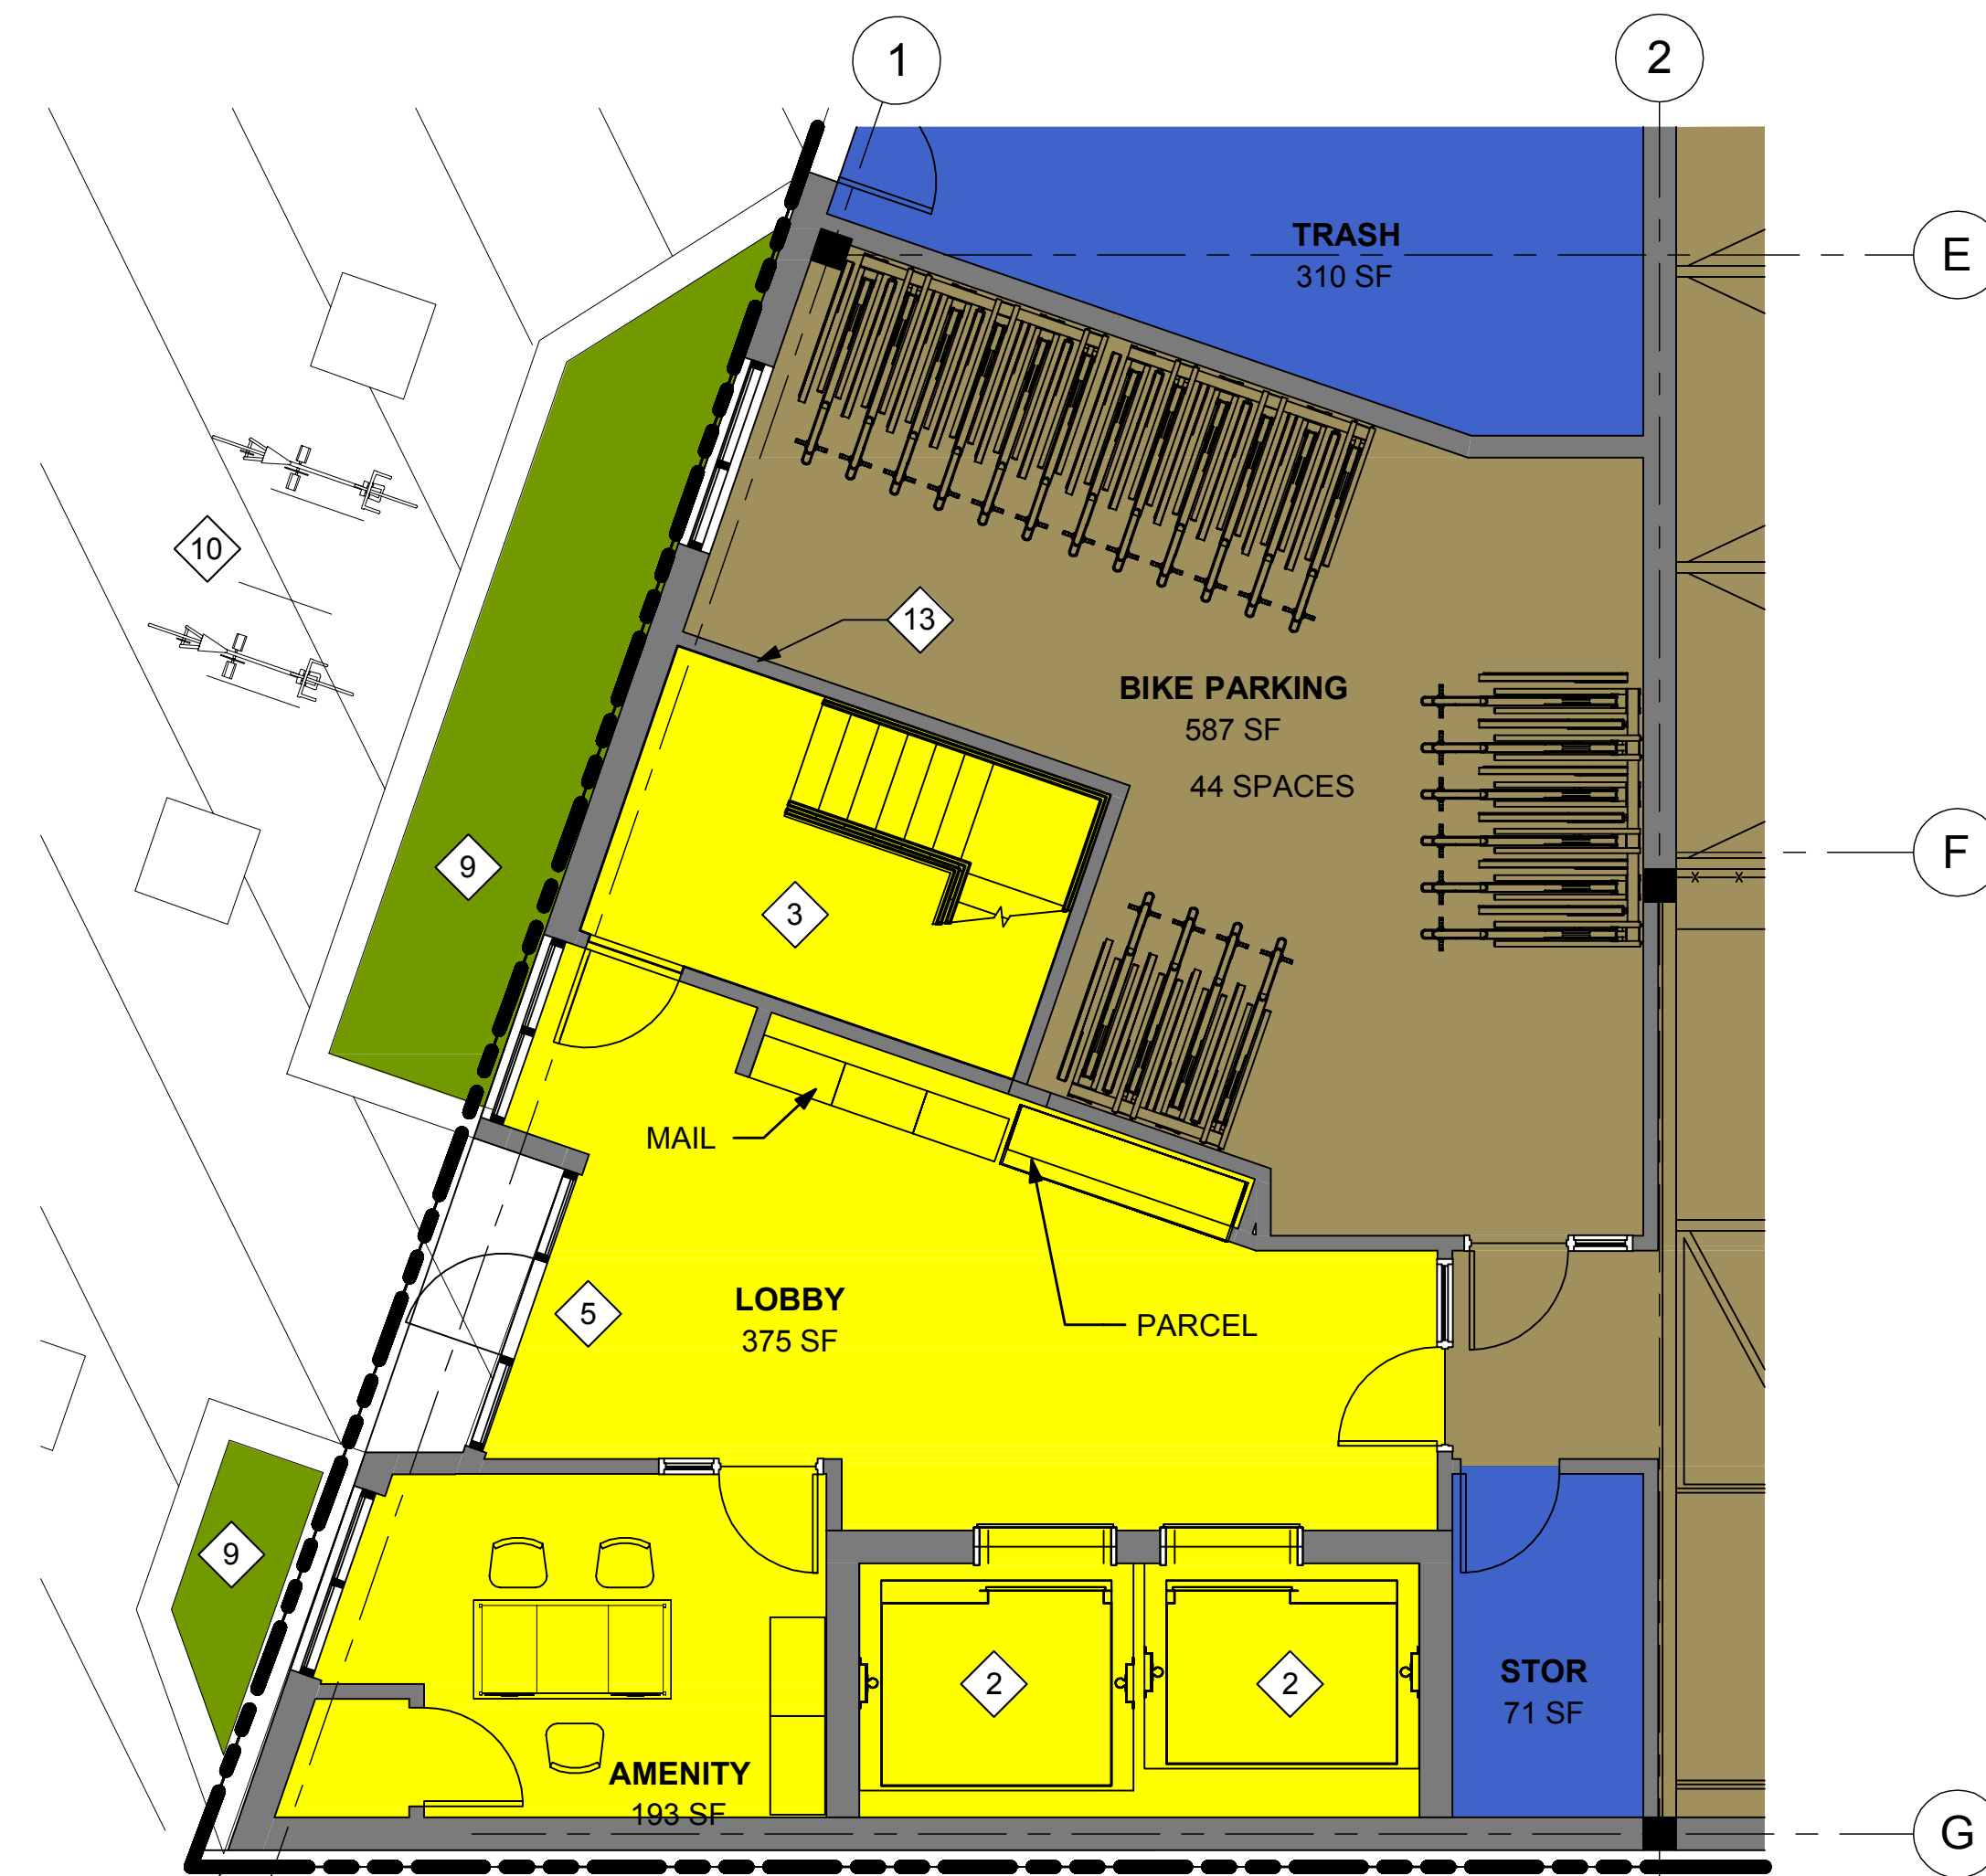 1
2
TRASH
310 SF
E
10
13
BIKE PARKING
587 SF
44 SPACES
F
9
3
x x
MAIL
5
LOBBY
375 SF
PARCEL
9
2
2
STOR
71 SF
AMENITY
193 SF
G